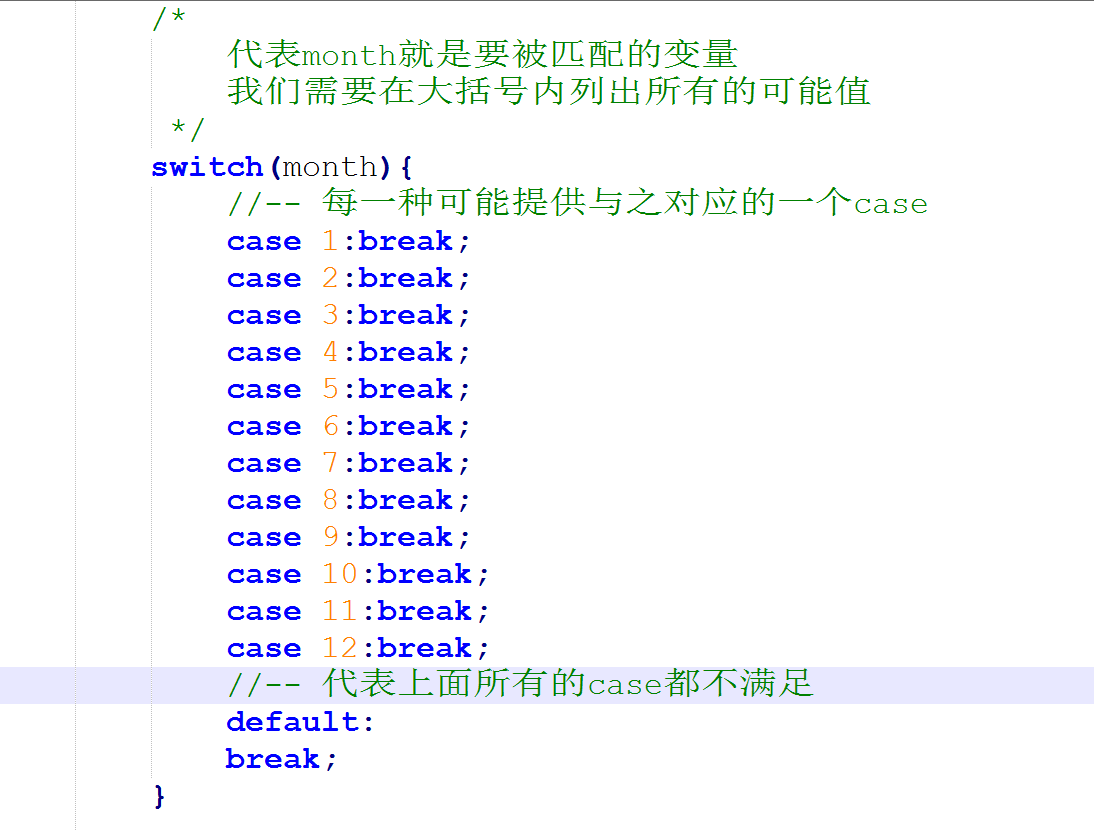 /*
代表month就是要被匹配的变量
我们需要在大括号内列出所有的可能值
*/
switch(month){
//-- 每一种可能提供与之对应的一个case
case 1:break;
case 2:break;
case 3:break;
case 4:break;
case 5:break;
case 6:break;
case 7:break;
case 8:break;
case 9:break;
case 10:break;
case 11:break;
case 12:break;
//-- 代表上面所有的case都不满足
default:
break;
}